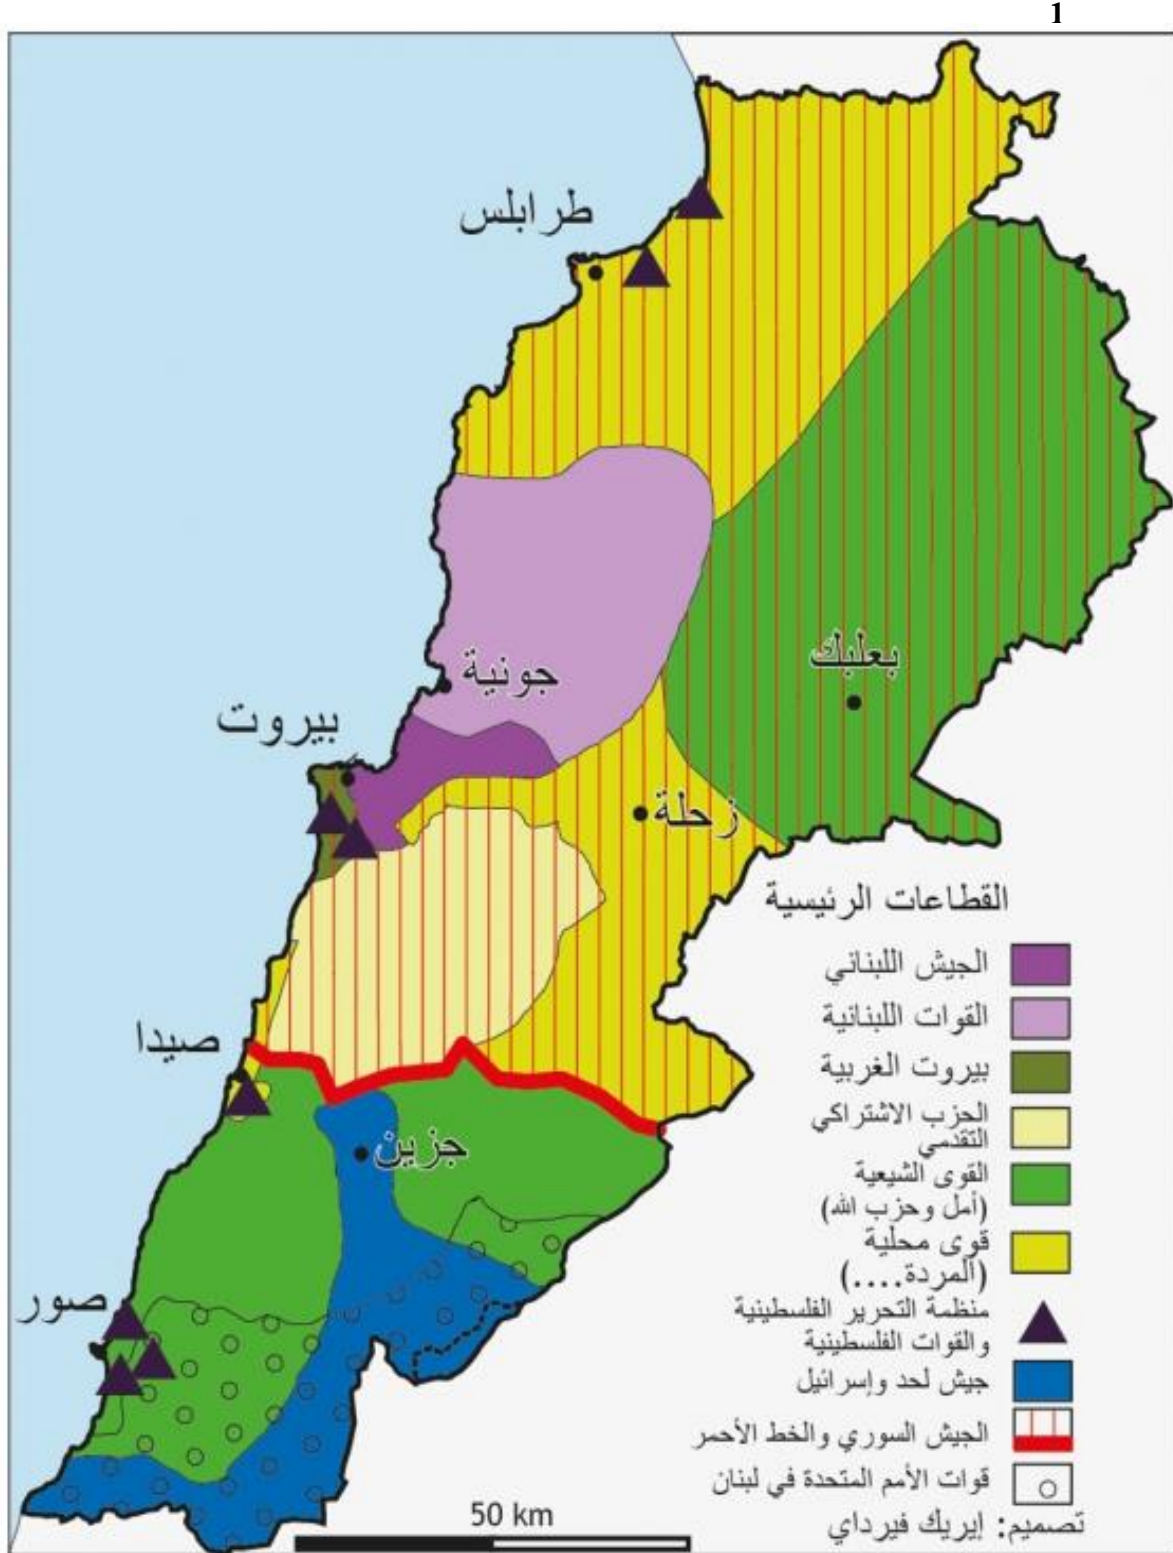 1
طرابلس
بعلبك
جونية
بيروت
زحلة
صيدا
جزين
صور
القطاعات الرئيسية
الجيش اللبناني
القوات اللبنانية
بيروت الغربية
الحزب الاشتراكي
التقدمي
القوى الشيعية
(أمل وحزب الله)
قوى محلية
(المردة....)
منظمة التحرير الفلسطينية
والقوات الفلسطينية
جيش لحد وإسرائيل
الجيش السوري والخط الأحمر
قوات الأمم المتحدة في لبنان
تصميم: إيريك فيرداي
50 km